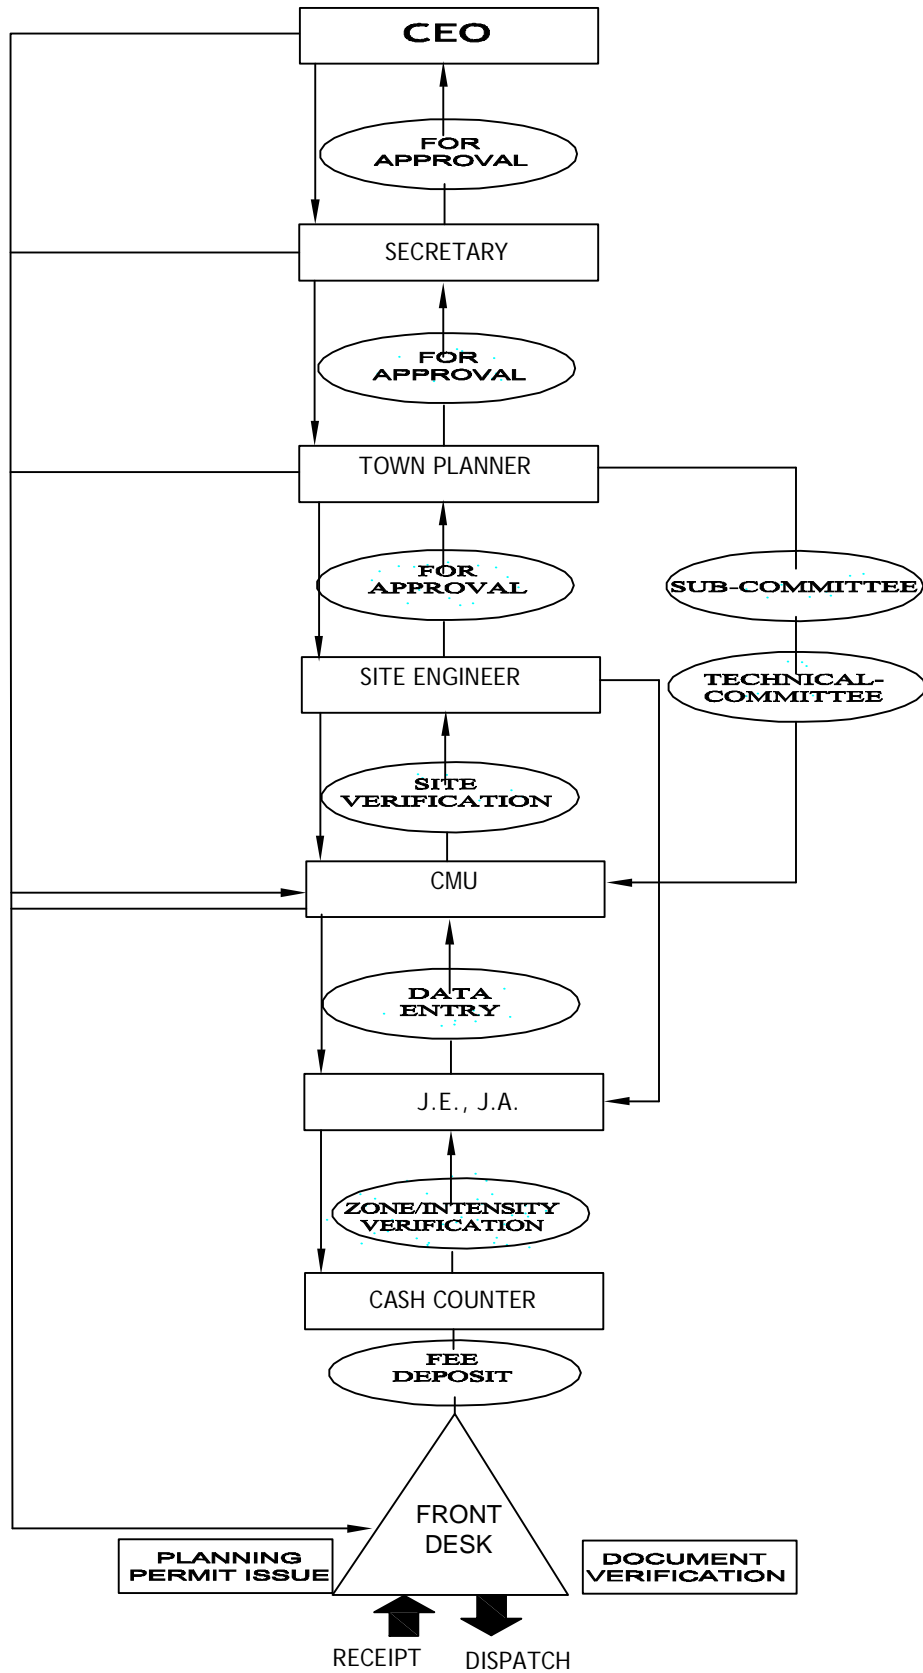 CEO
FOR
APPROVAL
SECRETARY
FOR
APPROVAL
TOWN PLANNER
FOR
APPROVAL
SUB-COMMITTEE
SITE ENGINEER
TECHNICAL-
COMMITTEE
SITE
VERIFICATION
CMU
DATA
ENTRY
J.E., J.A.
ZONE/INTENSITY
VERIFICATION
CASH COUNTER
FEE
DEPOSIT
FRONT
DESK
PLANNING
PERMIT ISSUE
DOCUMENT
VERIFICATION
RECEIPT
DISPATCH